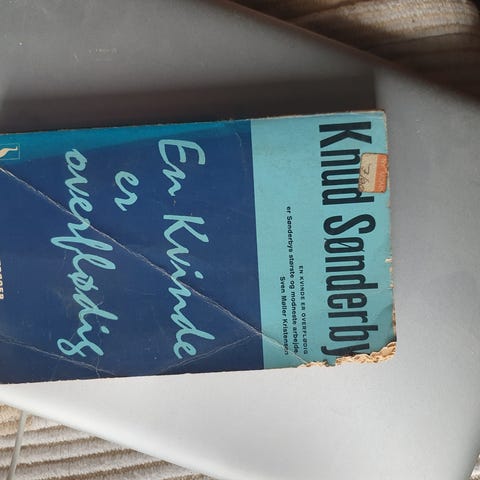 Knud Sønderby
EN KVINDE ER OVERFLØDIG
er Sønderbys største og modneste arbejde.
Sven Møller Kristensen
En Kvinde
er
overflødig